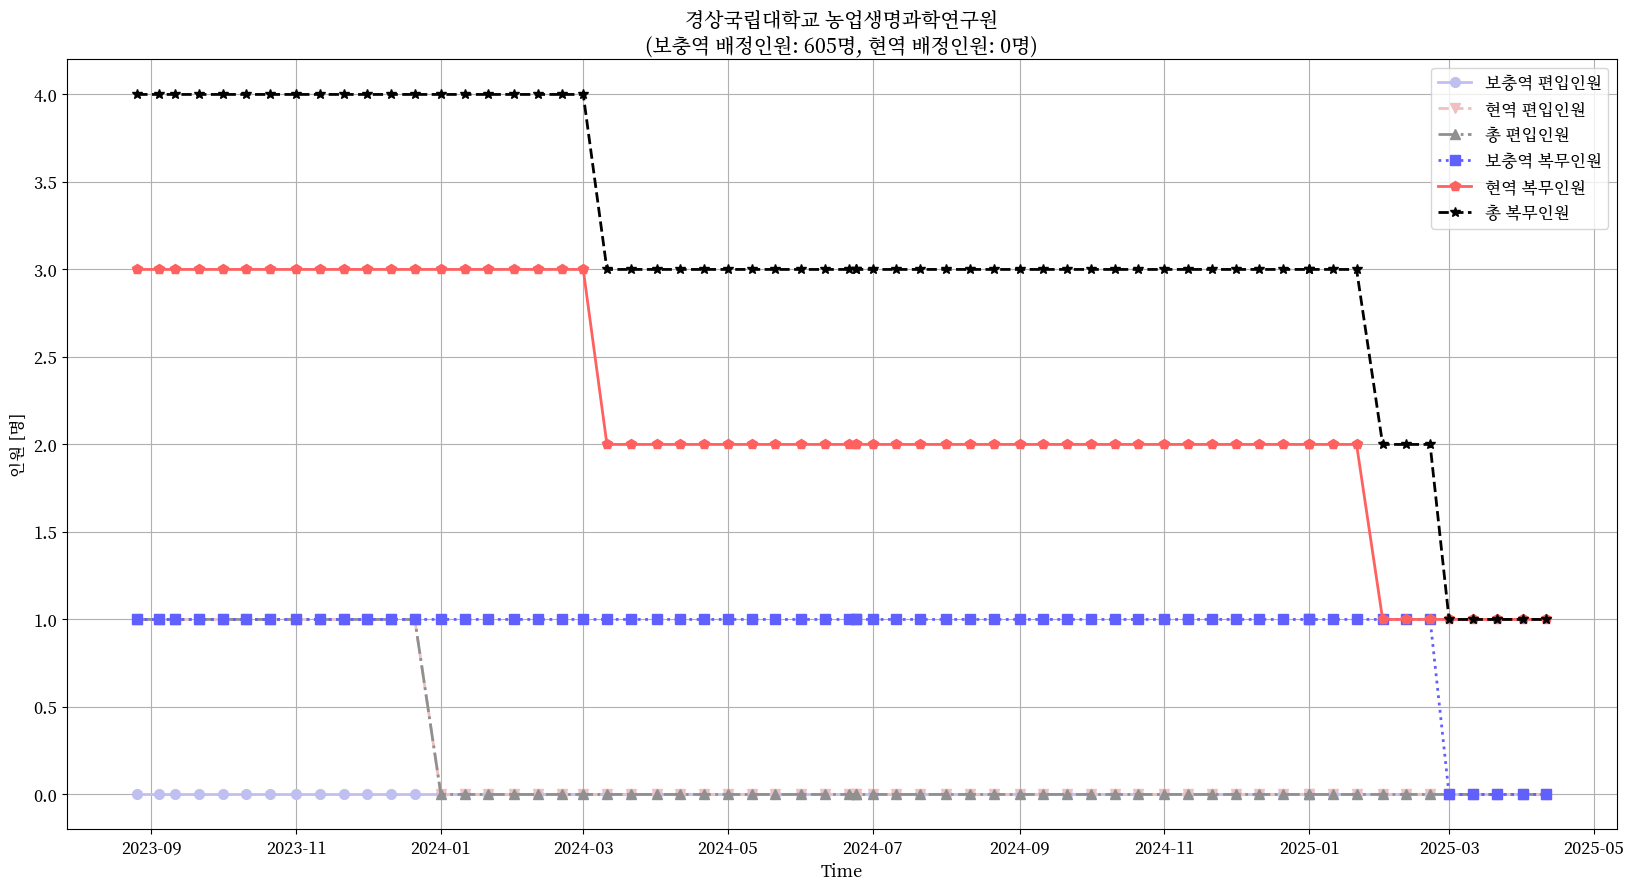 경상국립대학교 농업생명과학연구원
(보충역 배정인원: 605명, 현역 배정인원: 0명)
보충역 편입인원
현역 편입인원
총 편입인원
보충역 복무인원
현역 복무인원
총 복무인원
인원 [명]
4.0
3.5
3.0
2.5
2.0
1.5
1.0
0.5
0.0
2023-09 2023-11 2024-01 2024-03 2024-05 2024-07 2024-09 2024-11 2025-01 2025-03 2025-05
Time